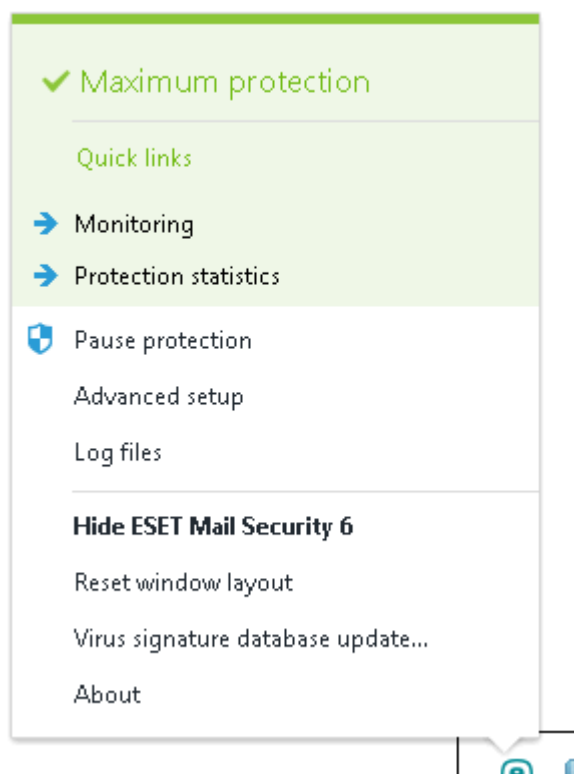 Maximum protection
Quick links
Monitoring
Protection statistics
Pause protection
Advanced setup
Log files
Hide ESET Mail Security 6
Reset window layout
Virus signature database update...
About